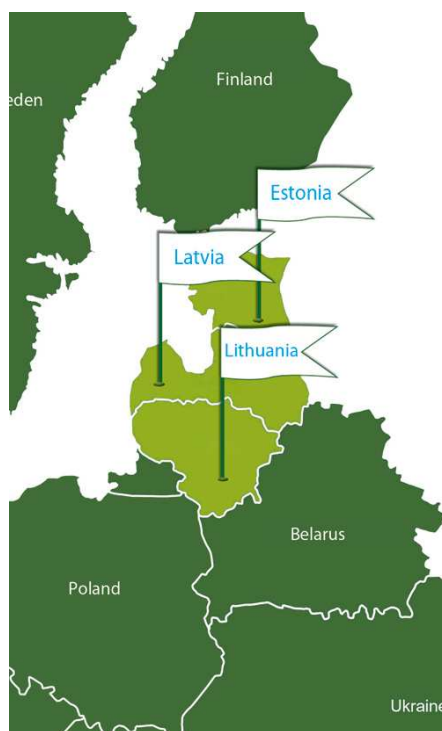 Finland
eden
Estonia
Latvia
Lithuania
Belarus
Poland
Ukraine